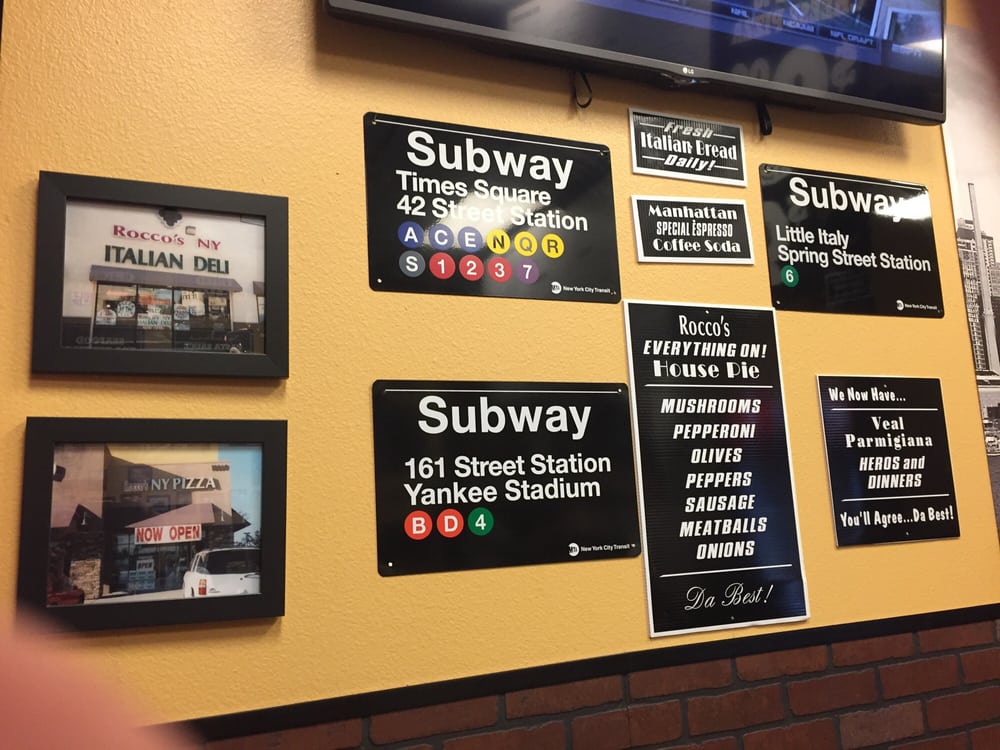 NFL DRAFT
LG
Rocco's NY
ITALIAN DELI
NY PIZZA
NOW OPEN
OPEN
Subway
Times Square
42 Street Station
A C E N Q R
S 1 2 3 7
New York City Transit
Subway
161 Street Station
Yankee Stadium
B D 4
New York City Transit
Fresh
Italian Bread
Daily!
Manhattan
SPECIAL ESPRESSO
Coffee Soda
Subway
Little Italy
Spring Street Station
6
New York City Transit
Rocco's
EVERYTHING ON!
House Pie
MUSHROOMS
PEPPERONI
OLIVES
PEPPERS
SAUSAGE
MEATBALLS
ONIONS
Da Best!
We Now Have...
Veal
Parmigiana
HEROS and
DINNERS
You'll Agree...Da Best!